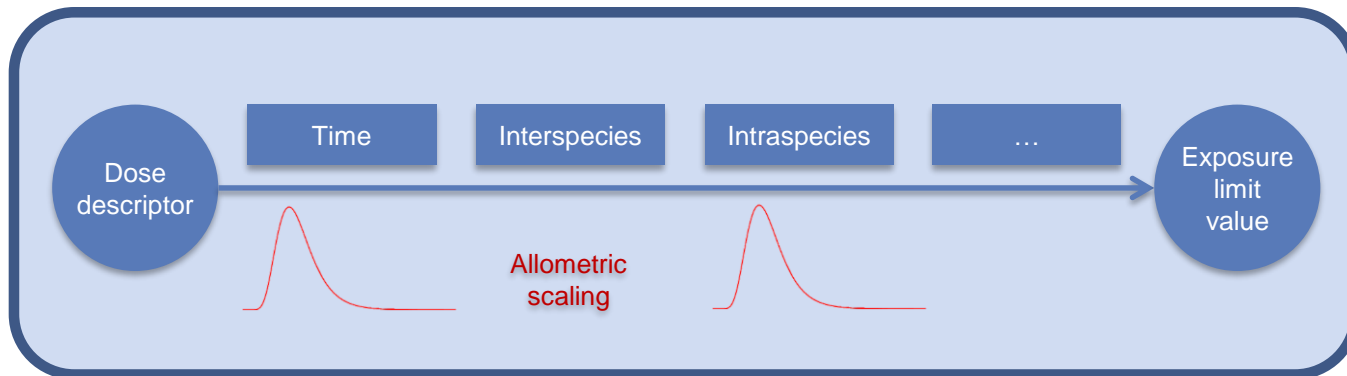 Time
Interspecies
Intraspecies
…
Dose
descriptor
Exposure
limit
value
Allometric
scaling